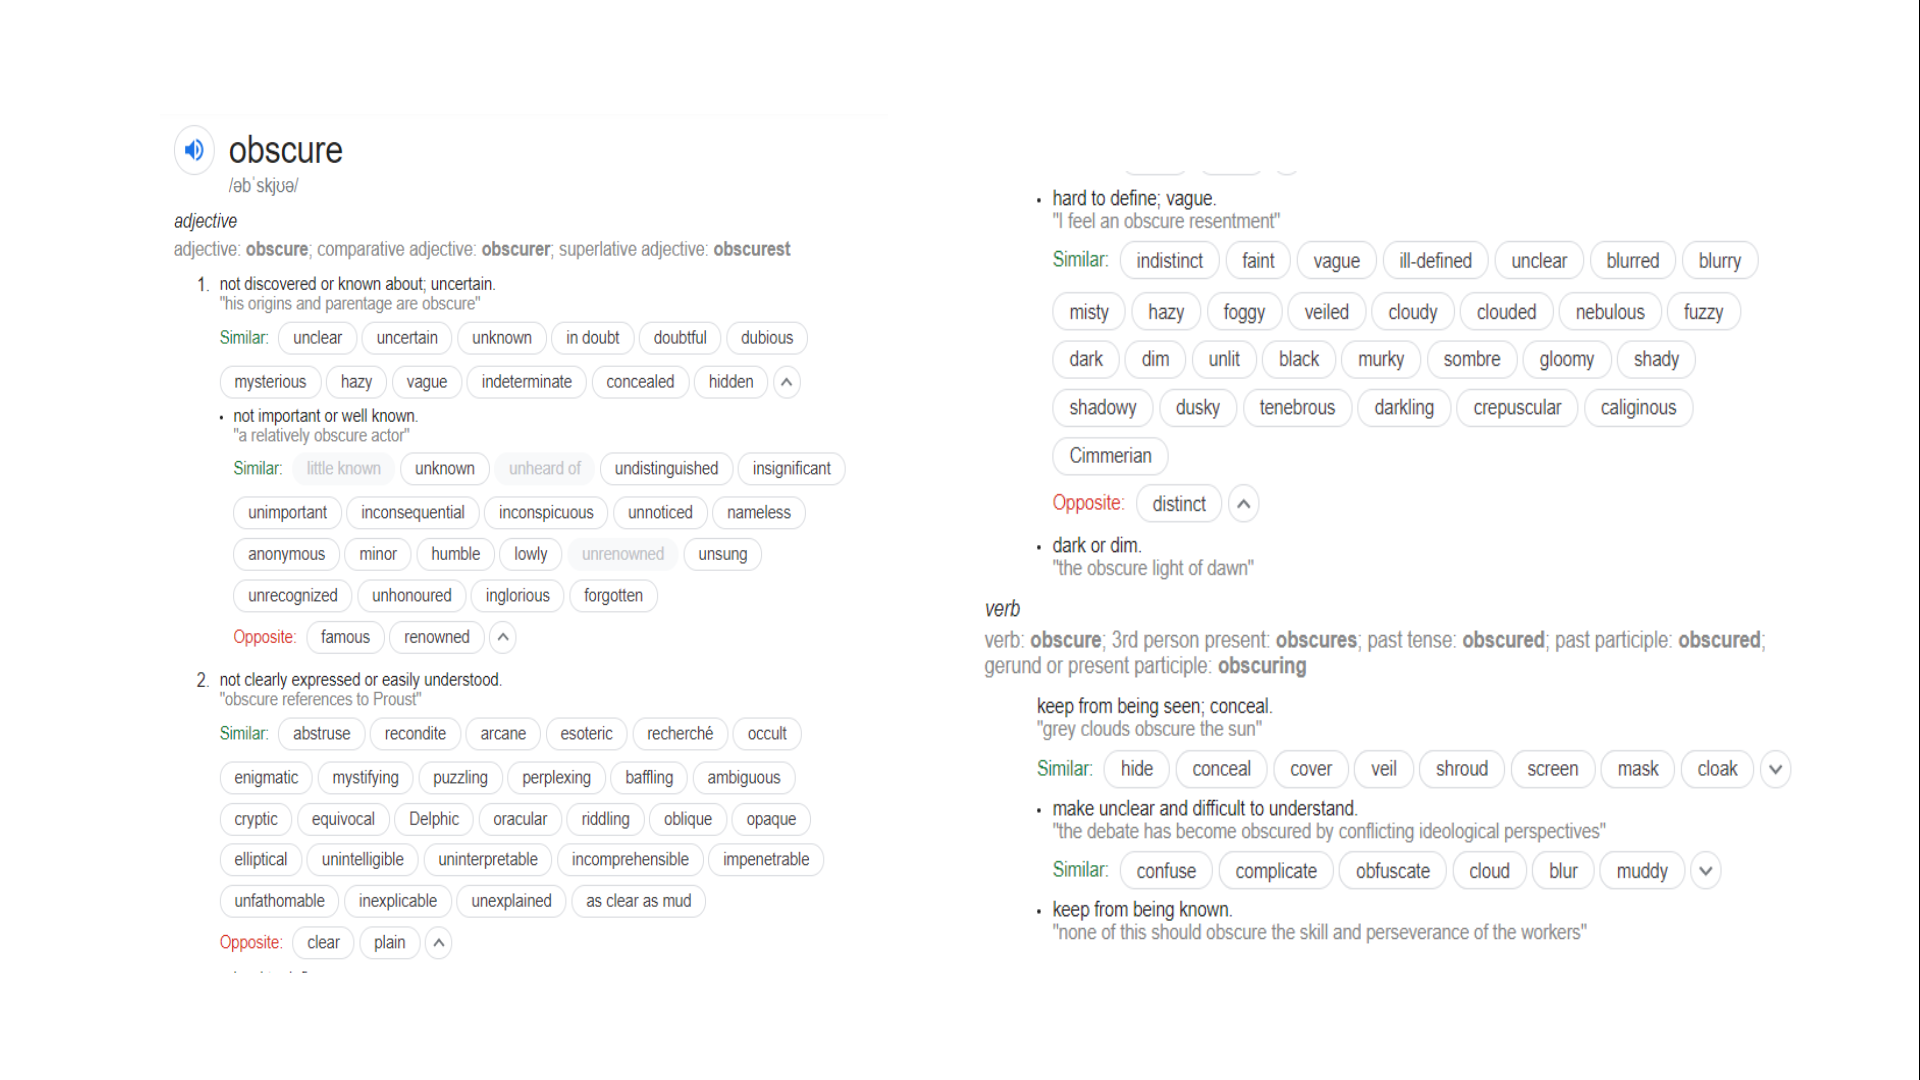 obscure
/əbˈskjʊə/
adjective
adjective: obscure; comparative adjective: obscurer; superlative adjective: obscurest
1. not discovered or known about; uncertain.
"his origins and parentage are obscure"
Similar: unclear uncertain unknown in doubt doubtful dubious
mysterious hazy vague indeterminate concealed hidden
• not important or well known.
"a relatively obscure actor"
Similar: little known unknown unheard of undistinguished insignificant
unimportant inconsequential inconspicuous unnoticed nameless
anonymous minor humble lowly unrenowned unsung
unrecognized unhonoured inglorious forgotten
Opposite: famous renowned
2. not clearly expressed or easily understood.
"obscure references to Proust"
Similar: abstruse recondite arcane esoteric recherché occult
enigmatic mystifying puzzling perplexing baffling ambiguous
cryptic equivocal Delphic oracular riddling oblique opaque
elliptical unintelligible uninterpretable incomprehensible impenetrable
unfathomable inexplicable unexplained as clear as mud
Opposite: clear plain
• hard to define; vague.
"I feel an obscure resentment"
Similar: indistinct faint vague ill-defined unclear blurred blurry
misty hazy foggy veiled cloudy clouded nebulous fuzzy
dark dim unlit black murky sombre gloomy shady
shadowy dusky tenebrous darkling crepuscular caliginous
Cimmerian
Opposite: distinct
• dark or dim.
"the obscure light of dawn"
verb
verb: obscure; 3rd person present: obscures; past tense: obscured; past participle: obscured;
gerund or present participle: obscuring
keep from being seen; conceal.
"grey clouds obscure the sun"
Similar: hide conceal cover veil shroud screen mask cloak
• make unclear and difficult to understand.
"the debate has become obscured by conflicting ideological perspectives"
Similar: confuse complicate obfuscate cloud blur muddy
• keep from being known.
"none of this should obscure the skill and perseverance of the workers"